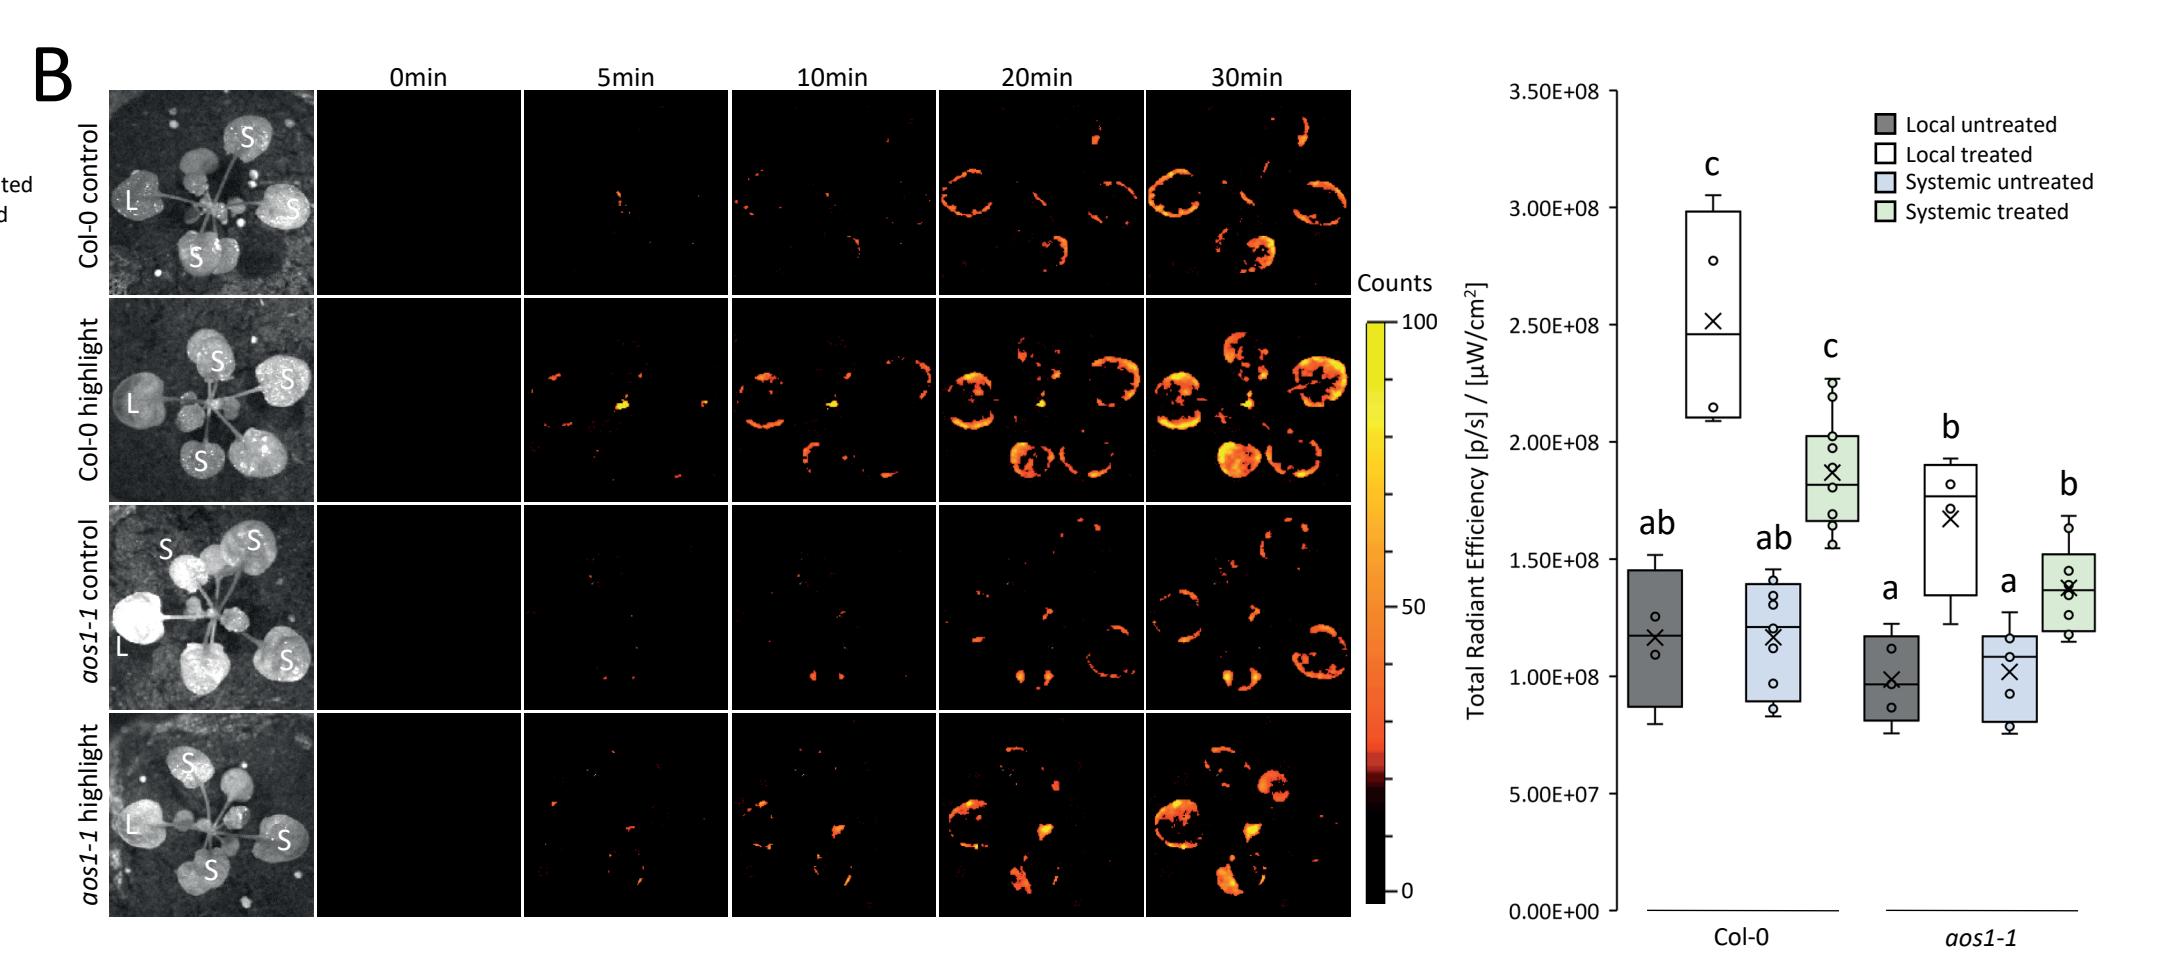 B
ted
d
0min
5min
10min
20min
30min
Col-0 control
S
L
S
S
Col-0 highlight
S
S
L
S
aos1-1 control
S
S
L
S
aos1-1 highlight
S
L
S
S
Counts
100
50
0
Total Radiant Efficiency [p/s] / [µW/cm²]
3.50E+08
3.00E+08
2.50E+08
2.00E+08
1.50E+08
1.00E+08
5.00E+07
0.00E+00
Local untreated
Local treated
Systemic untreated
Systemic treated
ab
c
ab
c
a
b
a
b
Col-0
aos1-1